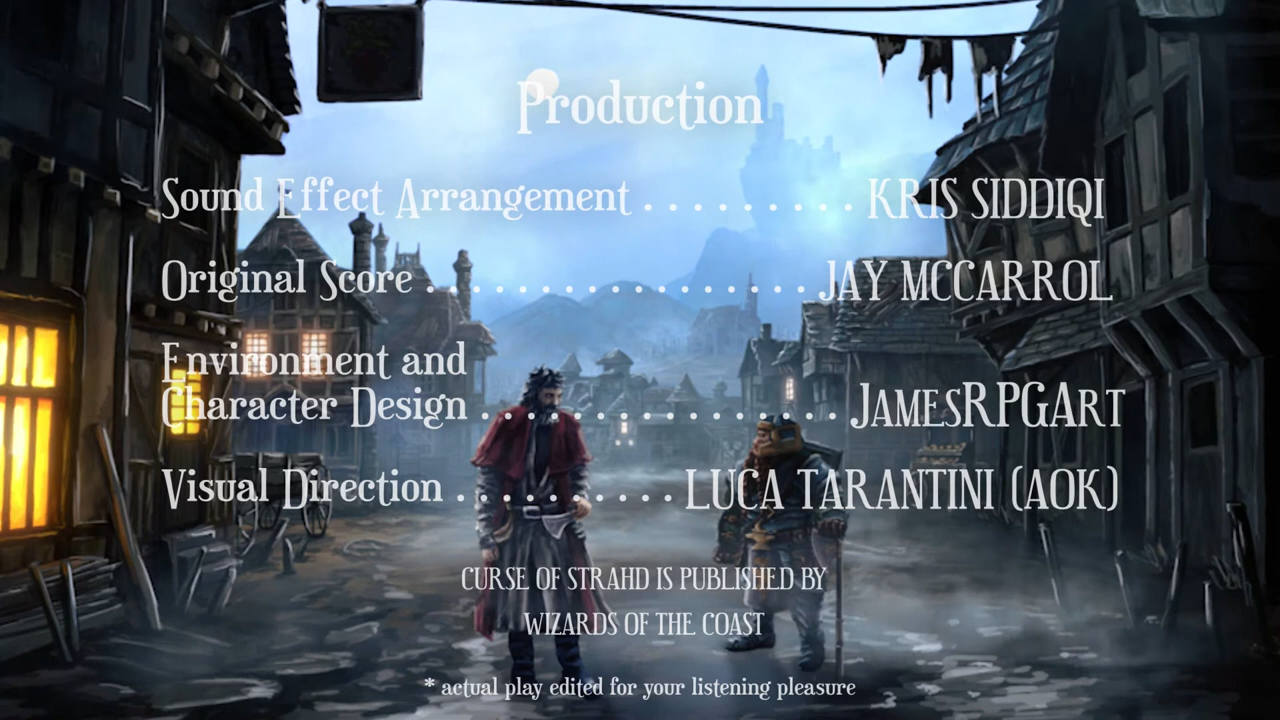 Production
Sound Effect Arrangement . . . . . . . . . KRIS SIDDIQI
Original Score . . . . . . . . . . . . . . . . . JAY MCCARROL
Environment and
Character Design . . . . . . . . . . . . . . . . JamesRPGArt
Visual Direction . . . . . . . . . . LUCA TARANTINI (AOK)
CURSE OF STRAHD IS PUBLISHED BY
WIZARDS OF THE COAST
* actual play edited for your listening pleasure